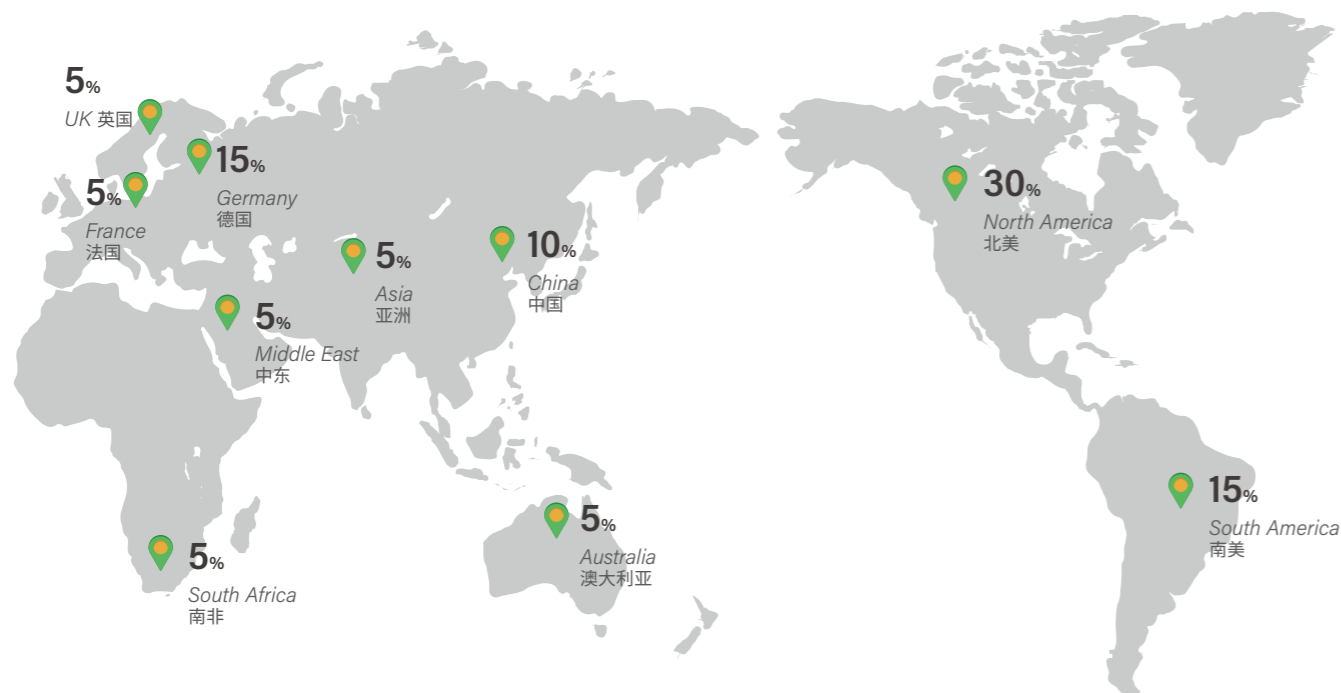 5%
UK 英国
15%
Germany
德国
5%
France
法国
5%
Asia
亚洲
10%
China
中国
5%
Middle East
中东
5%
South Africa
南非
5%
Australia
澳大利亚
30%
North America
北美
15%
South America
南美